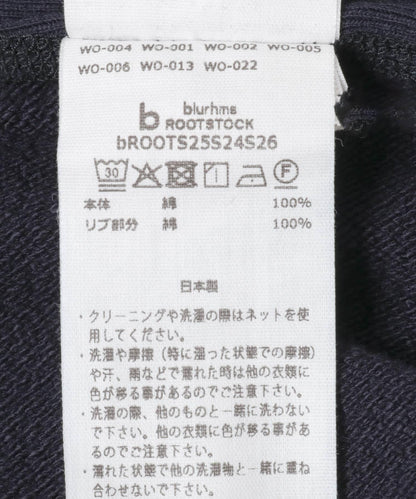 WO-004 WO-001 WO-002 WO-005
WO-006 WO-013 WO-022
b blurhms
ROOTSTOCK
bROOTS25S24S26
30 F
本体 綿 100%
リブ部分 綿 100%
日本製
・クリーニングや洗濯の際はネットを使
用してください。
・洗濯や摩擦（特に湿った状態での摩擦）
や汗、雨などで濡れた時は他の衣類に
色が移る事があるのでご注意下さい。
・洗濯の際、他のものと一緒に洗わない
で下さい。他の衣類に色が移る事があ
るのでご注意下さい。
・濡れた状態で他の洗濯物と一緒に重ね
合わせないで下さい。